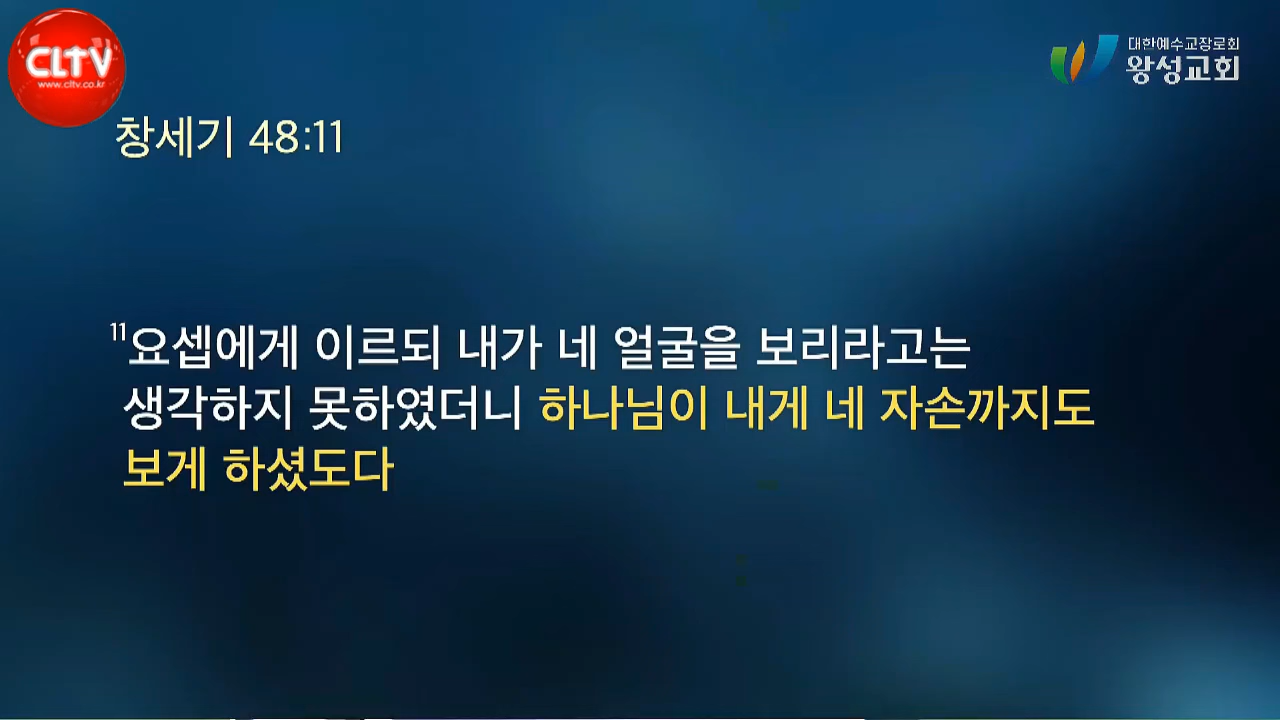 CLTV
www.cltv.co.kr
대한예수교장로회
왕성교회
창세기 48:11
11요셉에게 이르되 내가 네 얼굴을 보리라고는
생각하지 못하였더니 하나님이 내게 네 자손까지도
보게 하셨도다